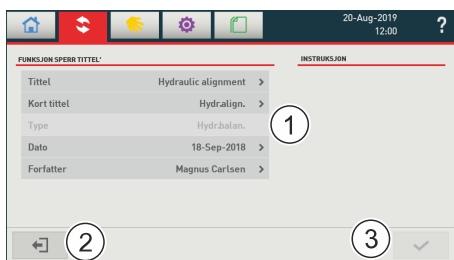 20-Aug-2019
12:00
?
FUNKSJON SPERR TITTEL'
INSTRUKSJON
Tittel Hydraulic alignment >
Kort tittel Hydr.align. >
Type Hydr.balan.
Dato 18-Sep-2018 >
Forfatter Magnus Carlsen >
1
2
3